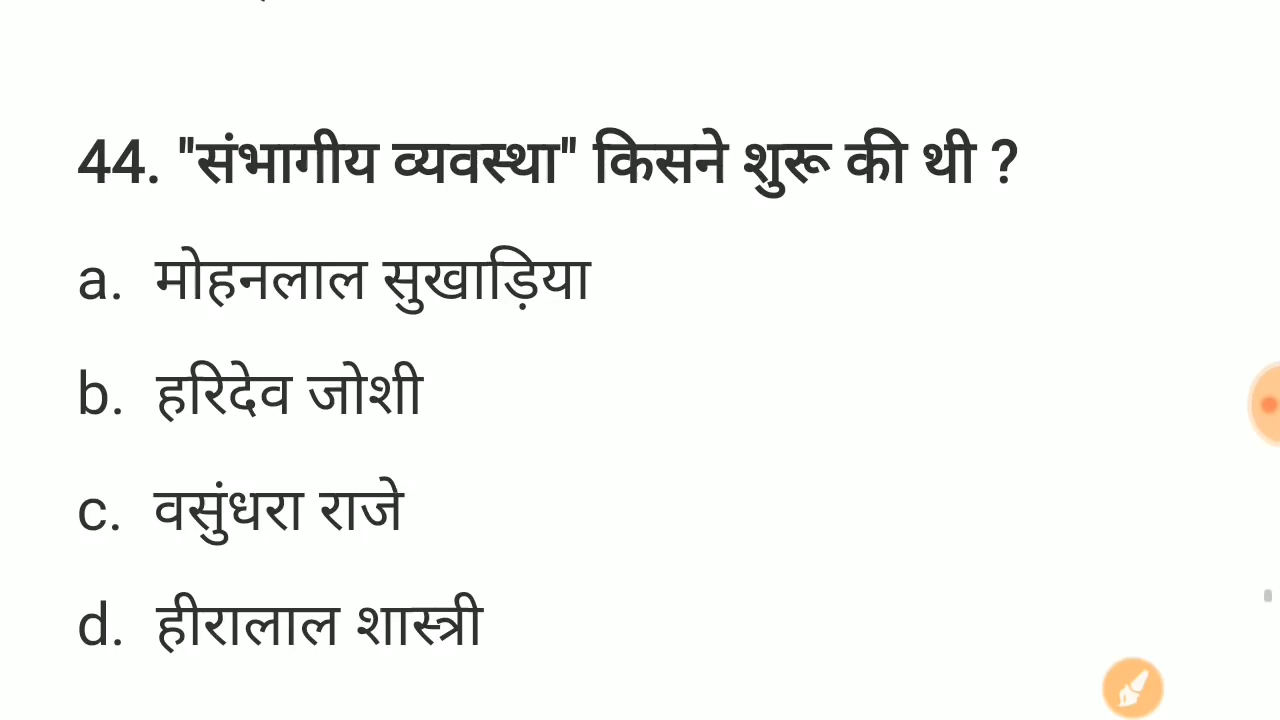 44. "संभागीय व्यवस्था" किसने शुरू की थी ?
a. मोहनलाल सुखाड़िया
b. हरिदेव जोशी
c. वसुंधरा राजे
d. हीरालाल शास्त्री